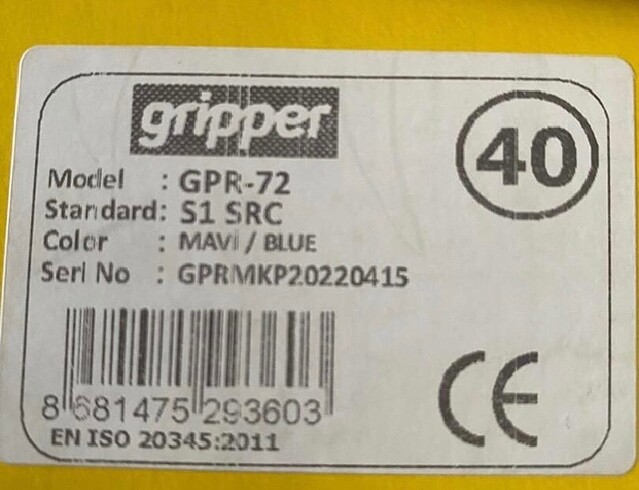 gripper
40
Model : GPR-72
Standard: S1 SRC
Color : MAVİ / BLUE
Seri No : GPRMKP20220415
8 681475 293603
EN ISO 20345:2011
CE